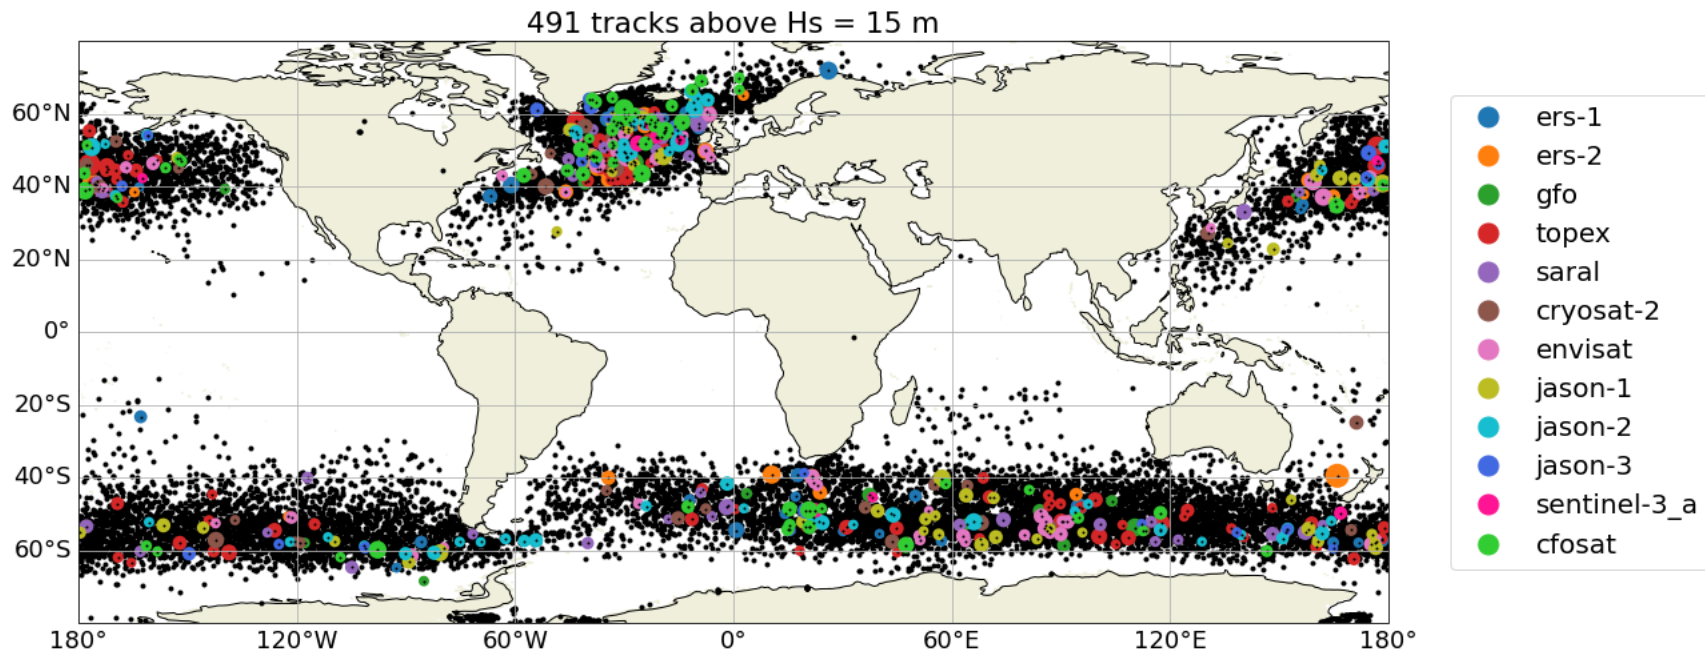 491 tracks above Hs = 15 m
60°N
40°N
20°N
0°
20°S
40°S
60°S
180°
120°W
60°W
0°
60°E
120°E
180°
ers-1
ers-2
gfo
topex
saral
cryosat-2
envisat
jason-1
jason-2
jason-3
sentinel-3_a
cfosat